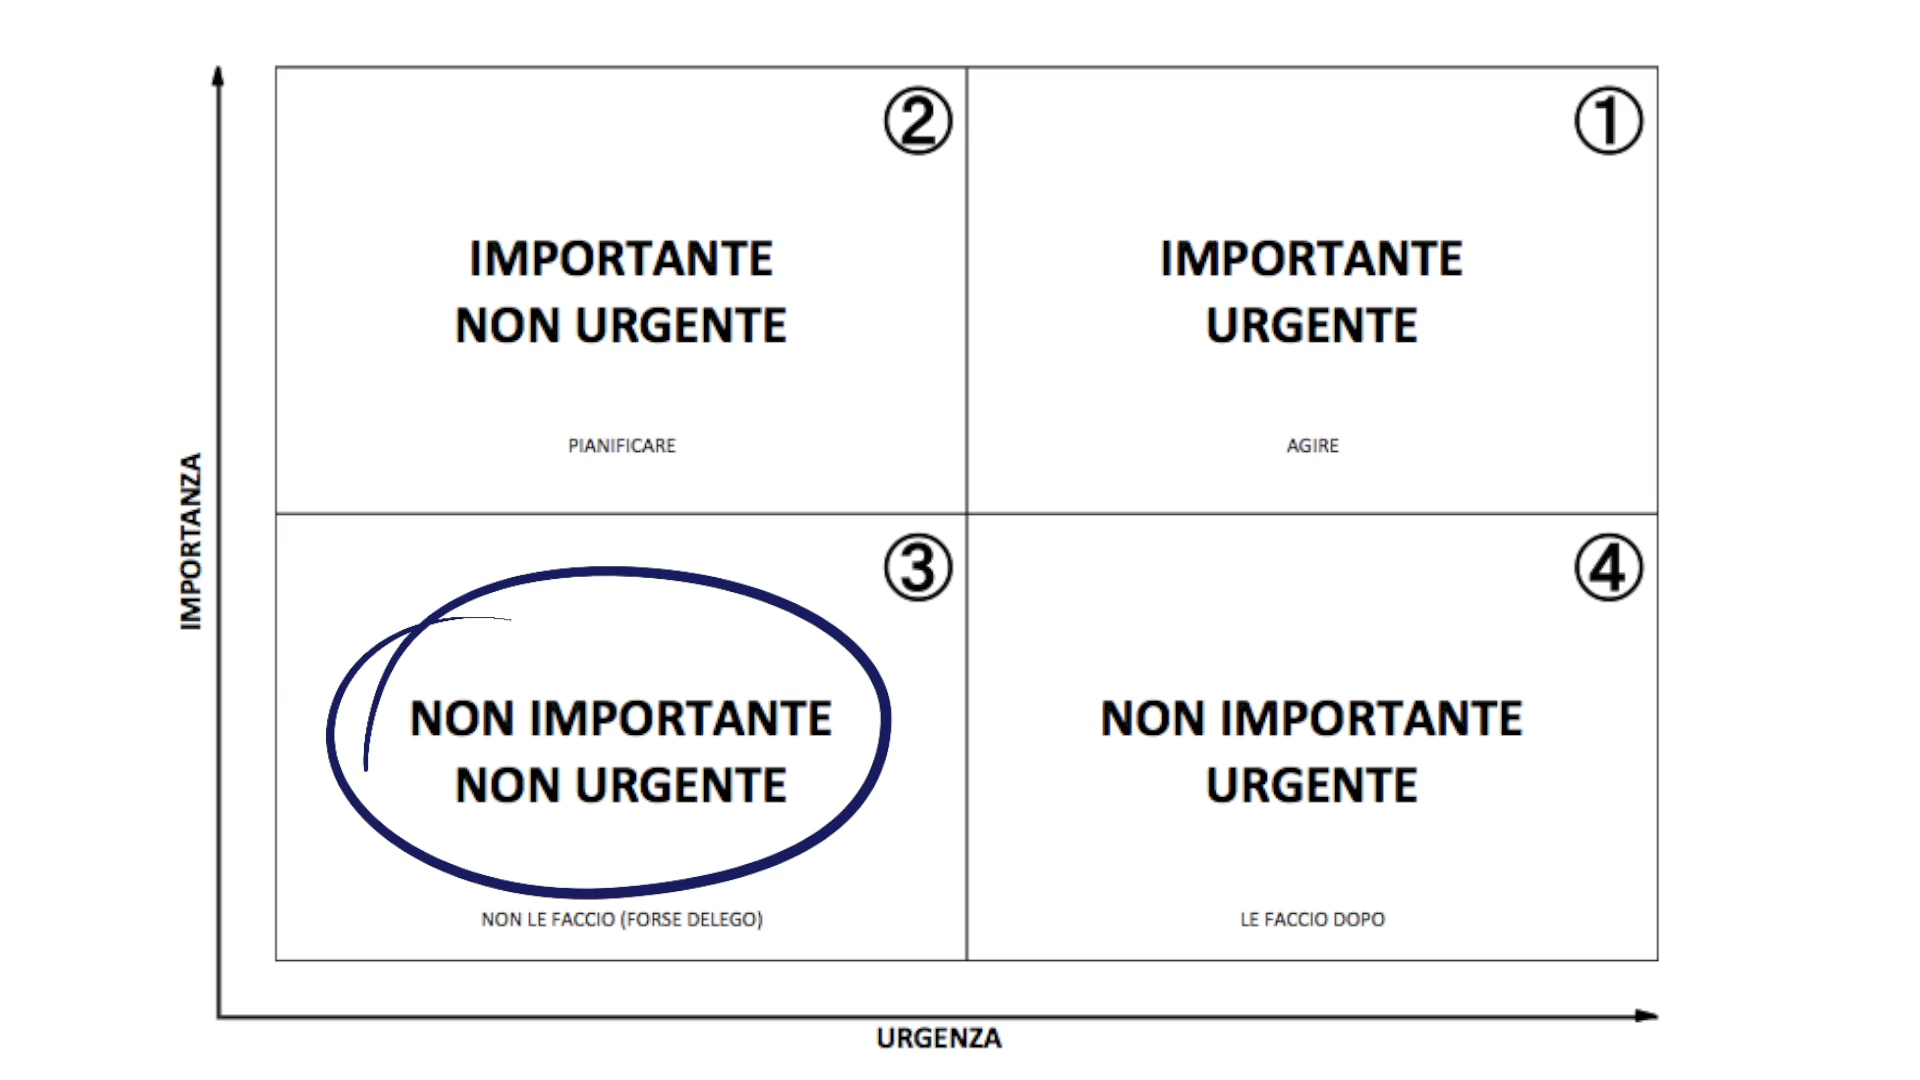 ②
IMPORTANTE
NON URGENTE
PIANIFICARE
①
IMPORTANTE
URGENTE
AGIRE
③
NON IMPORTANTE
NON URGENTE
NON LE FACCIO (FORSE DELEGO)
④
NON IMPORTANTE
URGENTE
LE FACCIO DOPO
IMPORTANZA
URGENZA